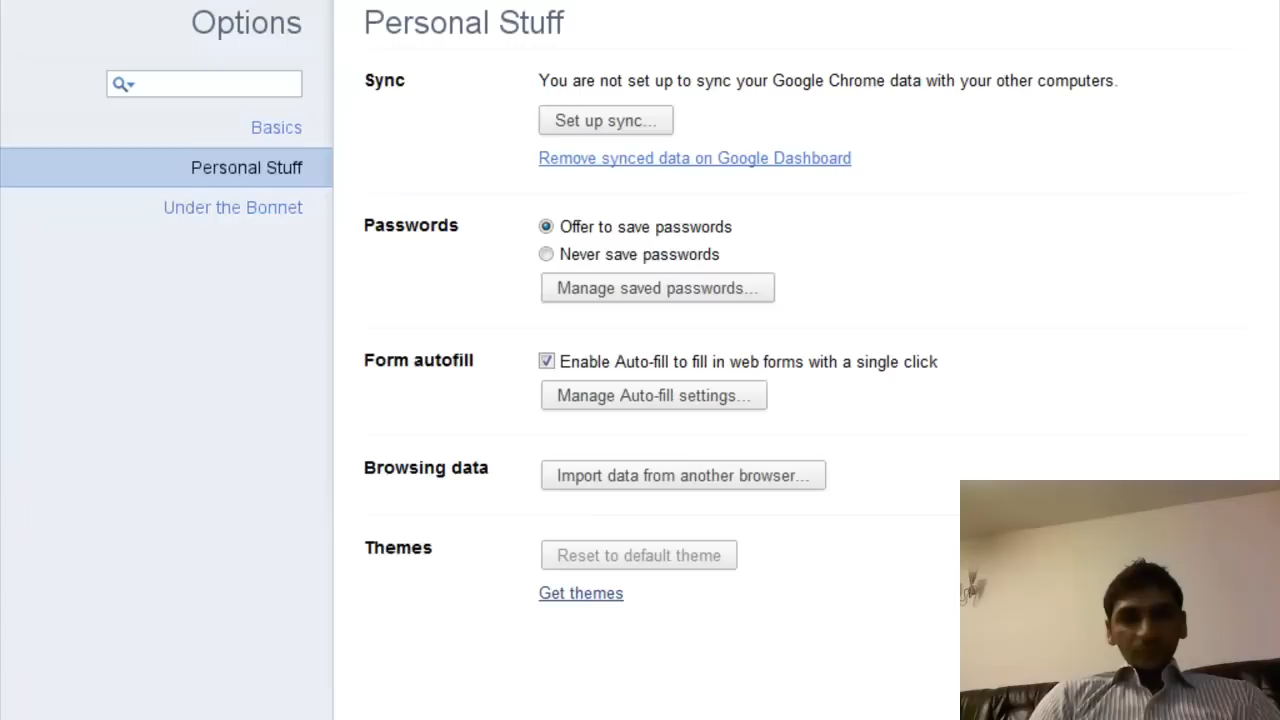 Options
Basics
Personal Stuff
Under the Bonnet
Personal Stuff
Sync
You are not set up to sync your Google Chrome data with your other computers.
Set up sync...
Remove synced data on Google Dashboard
Passwords
Offer to save passwords
Never save passwords
Manage saved passwords...
Form autofill
Enable Auto-fill to fill in web forms with a single click
Manage Auto-fill settings...
Browsing data
Import data from another browser...
Themes
Reset to default theme
Get themes